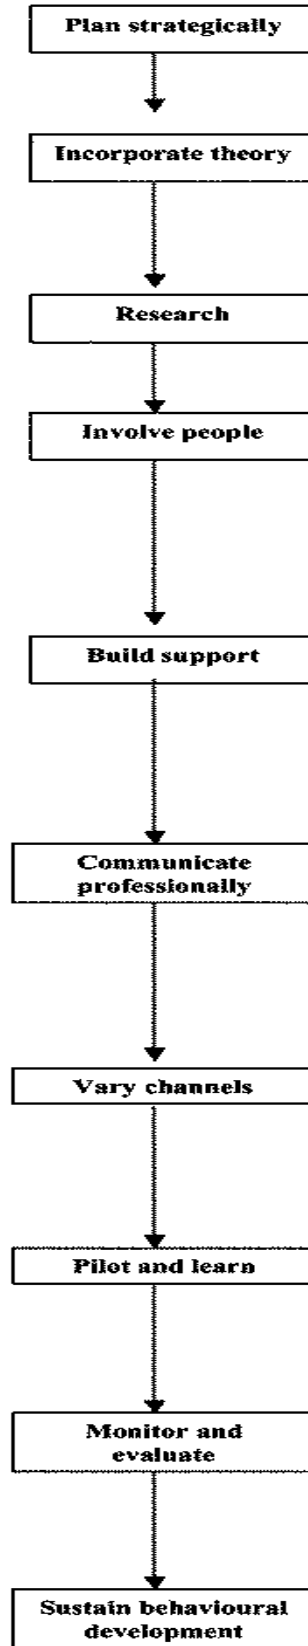 Plan strategically
Incorporate theory
Research
Involve people
Build support
Communicate
professionally
Vary channels
Pilot and learn
Monitor and
evaluate
Sustain behavioural
development